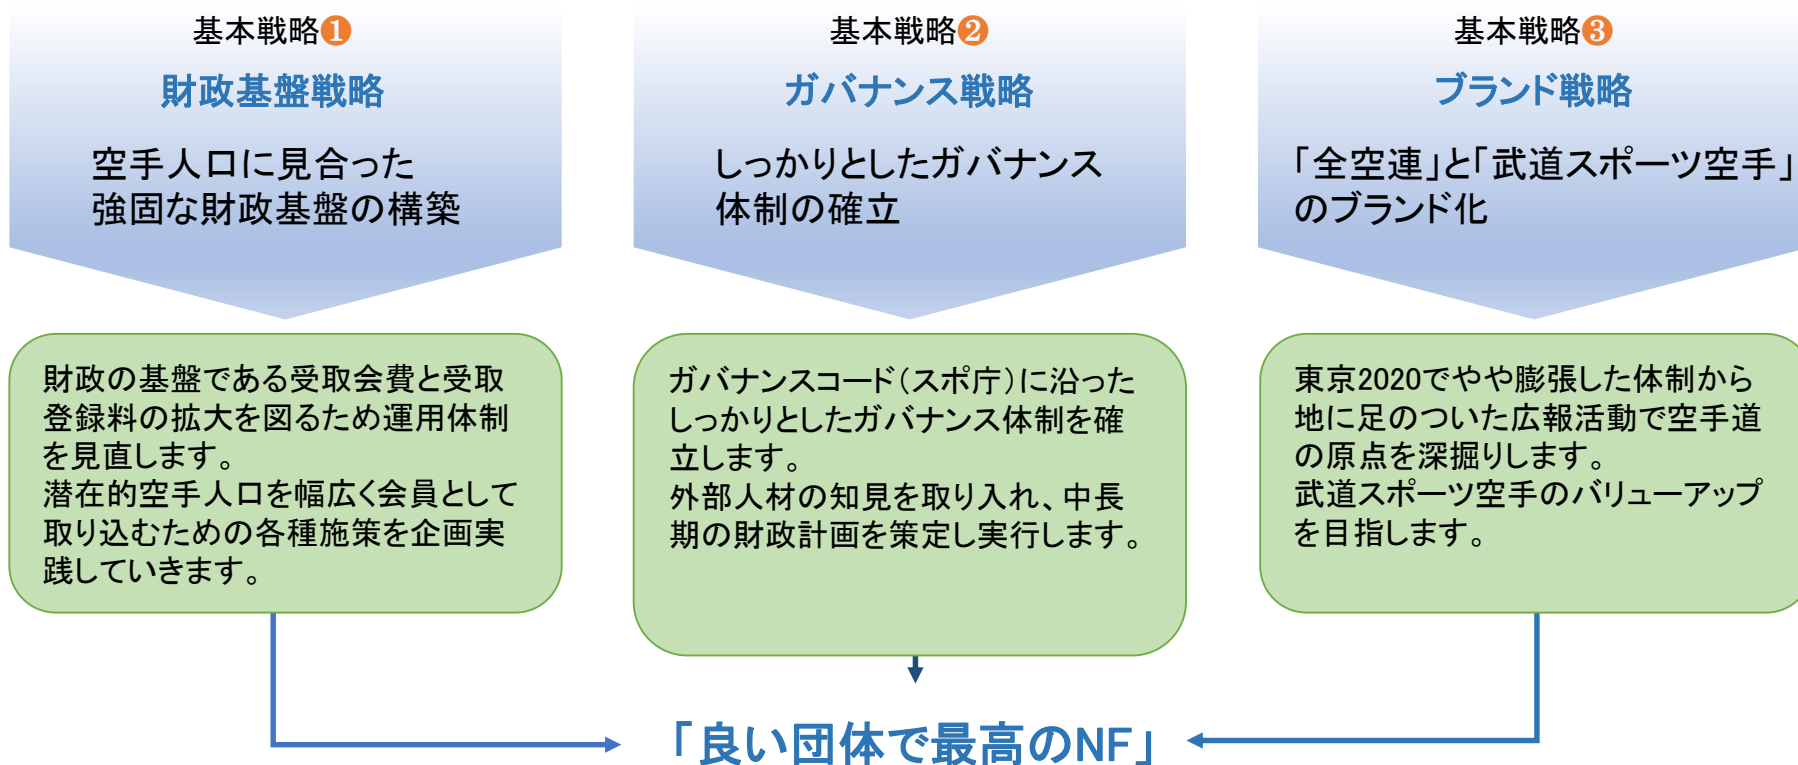 基本戦略❶
財政基盤戦略
空手人口に見合った
強固な財政基盤の構築
財政の基盤である受取会費と受取
登録料の拡大を図るため運用体制
を見直します。
潜在的空手人口を幅広く会員として
取り込むための各種施策を企画実
践していきます。
基本戦略❷
ガバナンス戦略
しっかりとしたガバナンス
体制の確立
ガバナンスコード（スポ庁）に沿った
しっかりとしたガバナンス体制を確
立します。
外部人材の知見を取り入れ、中長
期の財政計画を策定し実行します。
基本戦略❸
ブランド戦略
「全空連」と「武道スポーツ空手」
のブランド化
東京2020でやや膨張した体制から
地に足のついた広報活動で空手道
の原点を深掘りします。
武道スポーツ空手のバリューアップ
を目指します。
「良い団体で最高のNF」